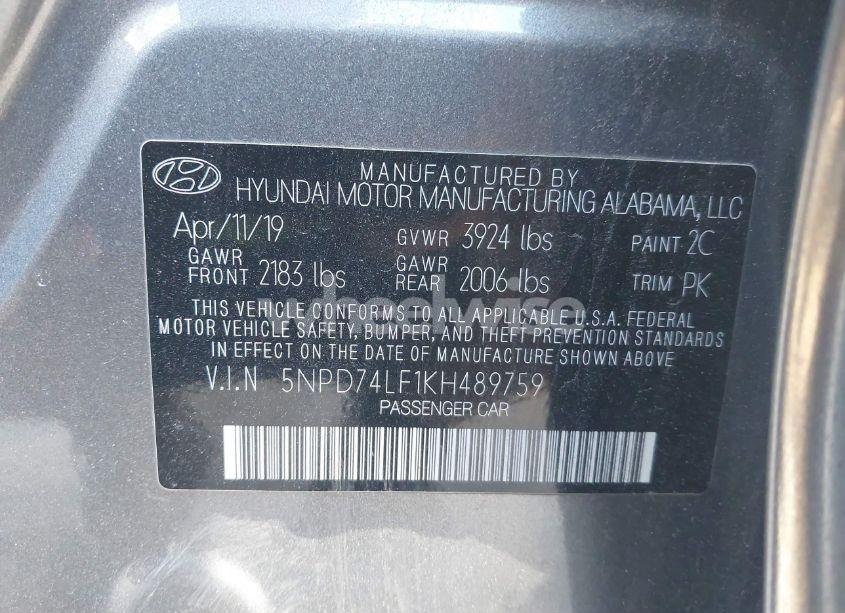 MANUFACTURED BY
HYUNDAI MOTOR MANUFACTURING ALABAMA, LLC
Apr/11/19 GVWR 3924 lbs PAINT 2C
GAWR FRONT 2183 lbs GAWR REAR 2006 lbs TRIM PK
THIS VEHICLE CONFORMS TO ALL APPLICABLE U.S.A. FEDERAL
MOTOR VEHICLE SAFETY, BUMPER, AND THEFT PREVENTION STANDARDS
IN EFFECT ON THE DATE OF MANUFACTURE SHOWN ABOVE
V.I.N 5NPD74LF1KH489759
PASSENGER CAR
wheelwise